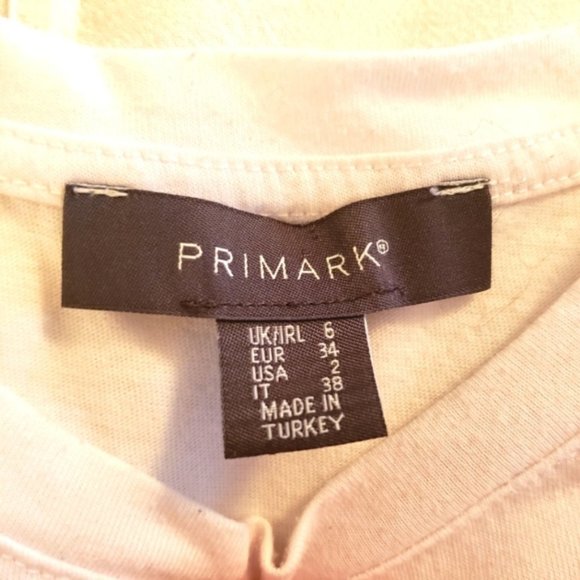 PRIMARK®
UK/IRL 6
EUR 34
USA 2
IT 38
MADE IN
TURKEY